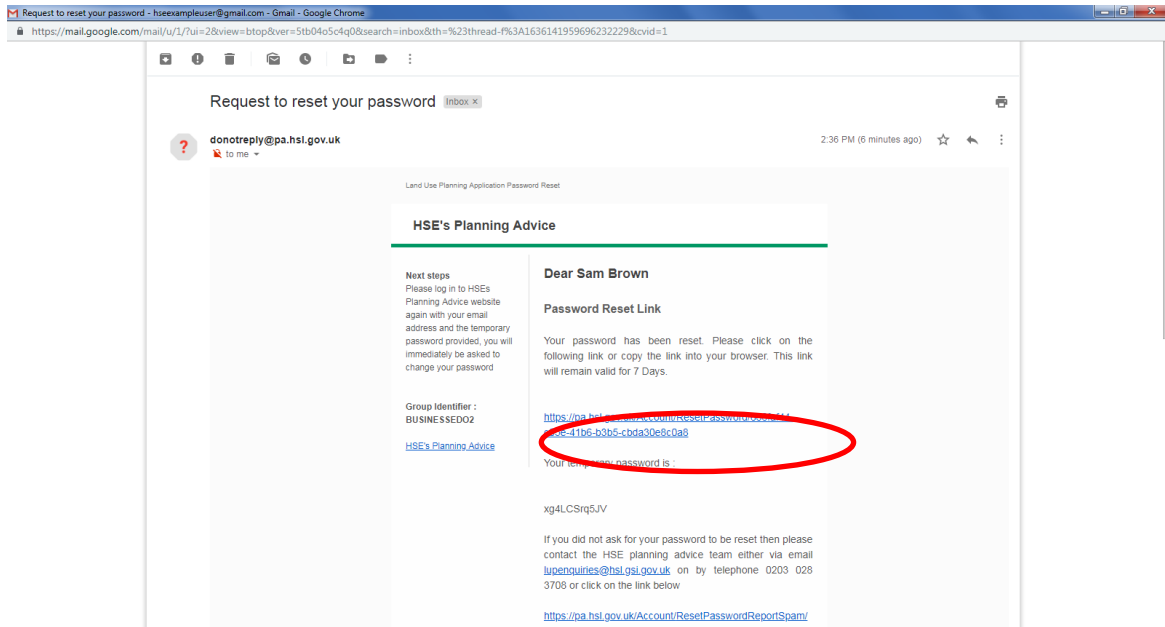 Request to reset your password - hseexampleuser@gmail.com - Gmail - Google Chrome
https://mail.google.com/mail/u/1/?ui=2&view=btop&ver=5tb04o5c4q0&search=inbox&th=%23thread-f%3A1636141959696232229&cvid=1
Request to reset your password Inbox x
donotreply@pa.hsl.gov.uk 2:36 PM (6 minutes ago)
to me
Land Use Planning Application Password Reset
HSE's Planning Advice
Next steps
Please log in to HSEs
Planning Advice website
again with your email
address and the temporary
password provided, you will
immediately be asked to
change your password
Group Identifier :
BUSINESSEDO2
HSE's Planning Advice
Dear Sam Brown
Password Reset Link
Your password has been reset. Please click on the
following link or copy the link into your browser. This link
will remain valid for 7 Days.
https://pa.hsl.gov.uk/Account/ResetPassword/
-41b6-b3b5-cbda30e8c0a8
Your temporary password is :
xg4LCSrq5JV
If you did not ask for your password to be reset then please
contact the HSE planning advice team either via email
lupenquiries@hsl.gsi.gov.uk on by telephone 0203 028
3708 or click on the link below
https://pa.hsl.gov.uk/Account/ResetPasswordReportSpam/